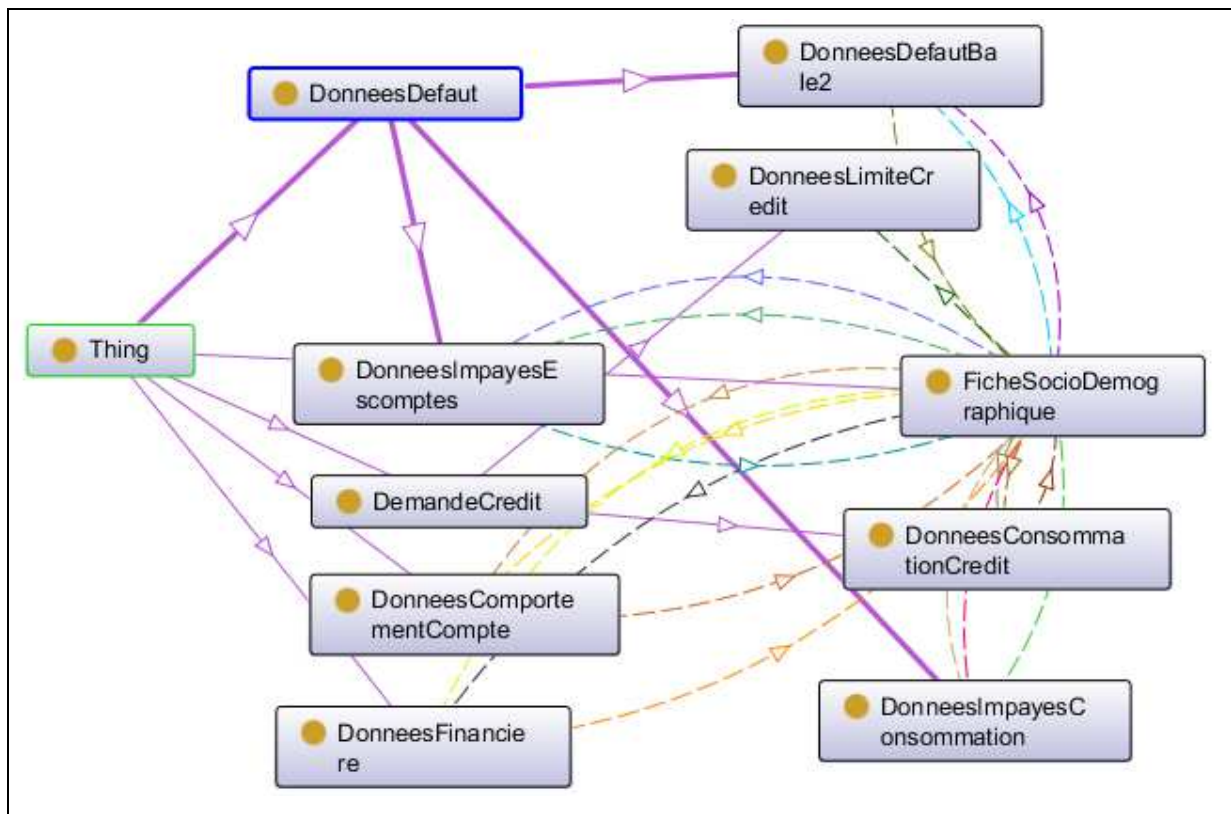 DonneesDefautBa
le2
DonneesDefaut
DonneesLimiteCr
edit
Thing
DonneesImpayesE
scomptes
FicheSocioDemog
raphique
DemandeCredit
DonneesConsomma
tionCredit
DonneesComporte
mentCompte
DonneesFinancie
re
DonneesImpayesC
onsommation